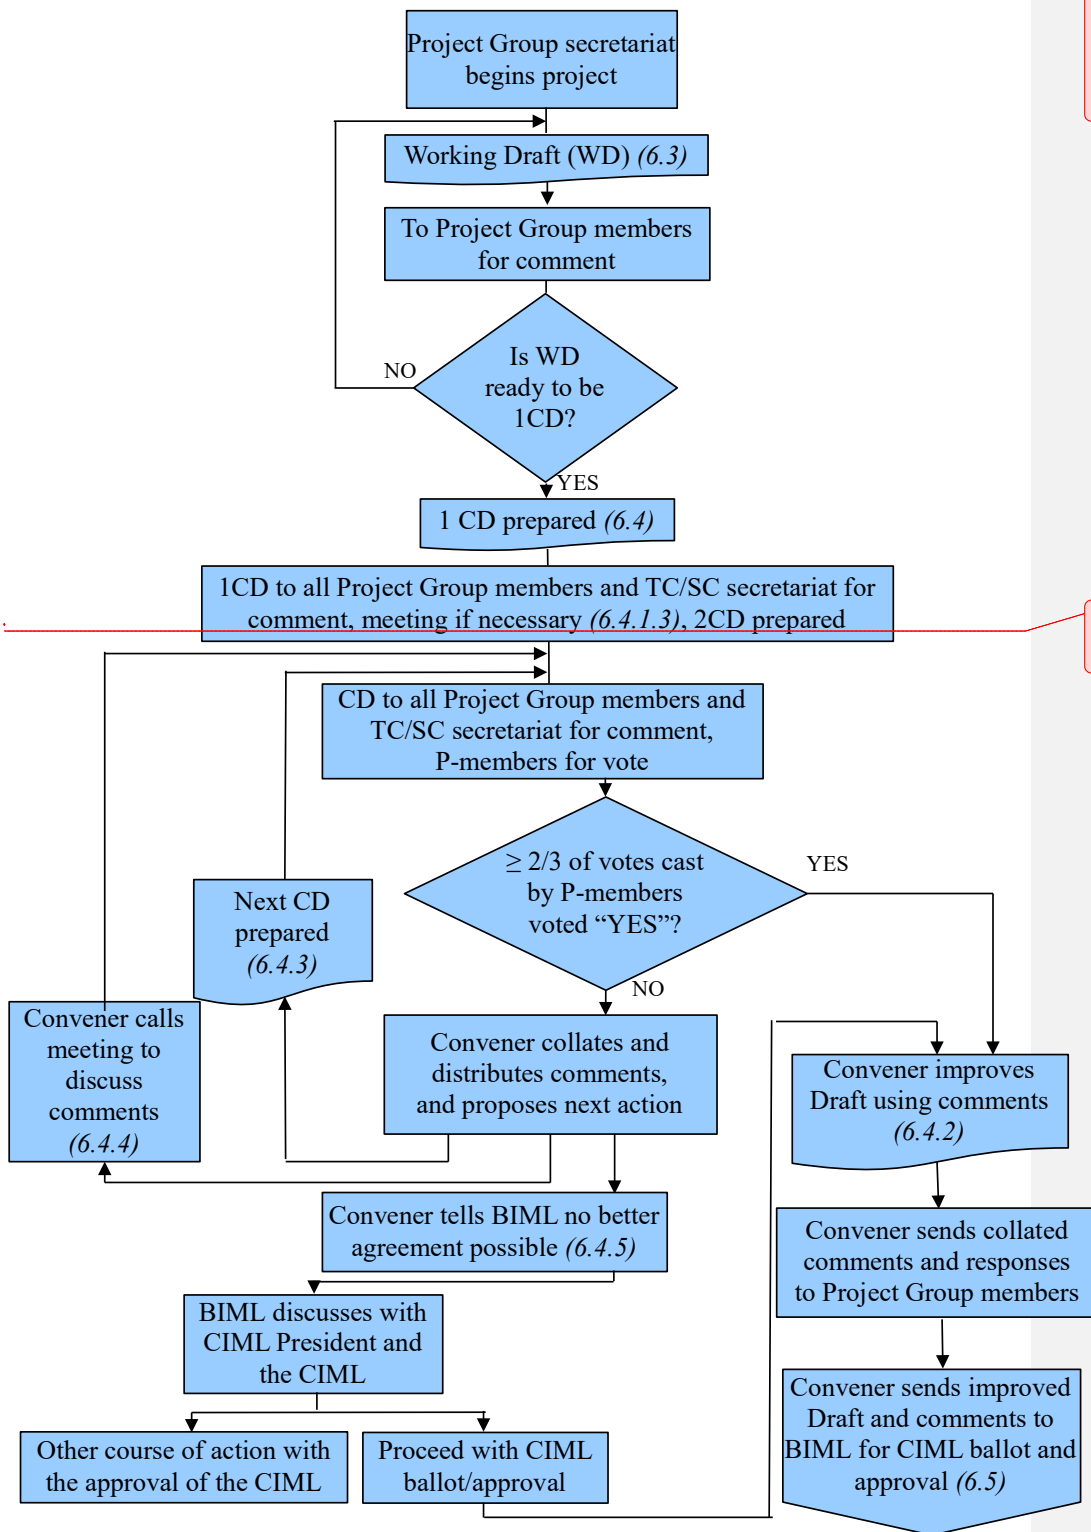 Project Group secretariat
begins project
Working Draft (WD) (6.3)
To Project Group members
for comment
Is WD
ready to be
1CD?
NO
YES
1 CD prepared (6.4)
1CD to all Project Group members and TC/SC secretariat for
comment, meeting if necessary (6.4.1.3), 2CD prepared
CD to all Project Group members and
TC/SC secretariat for comment,
P-members for vote
≥ 2/3 of votes cast
by P-members
voted “YES”?
YES
NO
Next CD
prepared
(6.4.3)
Convener calls
meeting to
discuss
comments
(6.4.4)
Convener collates and
distributes comments,
and proposes next action
Convener improves
Draft using comments
(6.4.2)
Convener tells BIML no better
agreement possible (6.4.5)
Convener sends collated
comments and responses
to Project Group members
BIML discusses with
CIML President and
the CIML
Convener sends improved
Draft and comments to
BIML for CIML ballot and
approval (6.5)
Other course of action with
the approval of the CIML
Proceed with CIML
ballot/approval